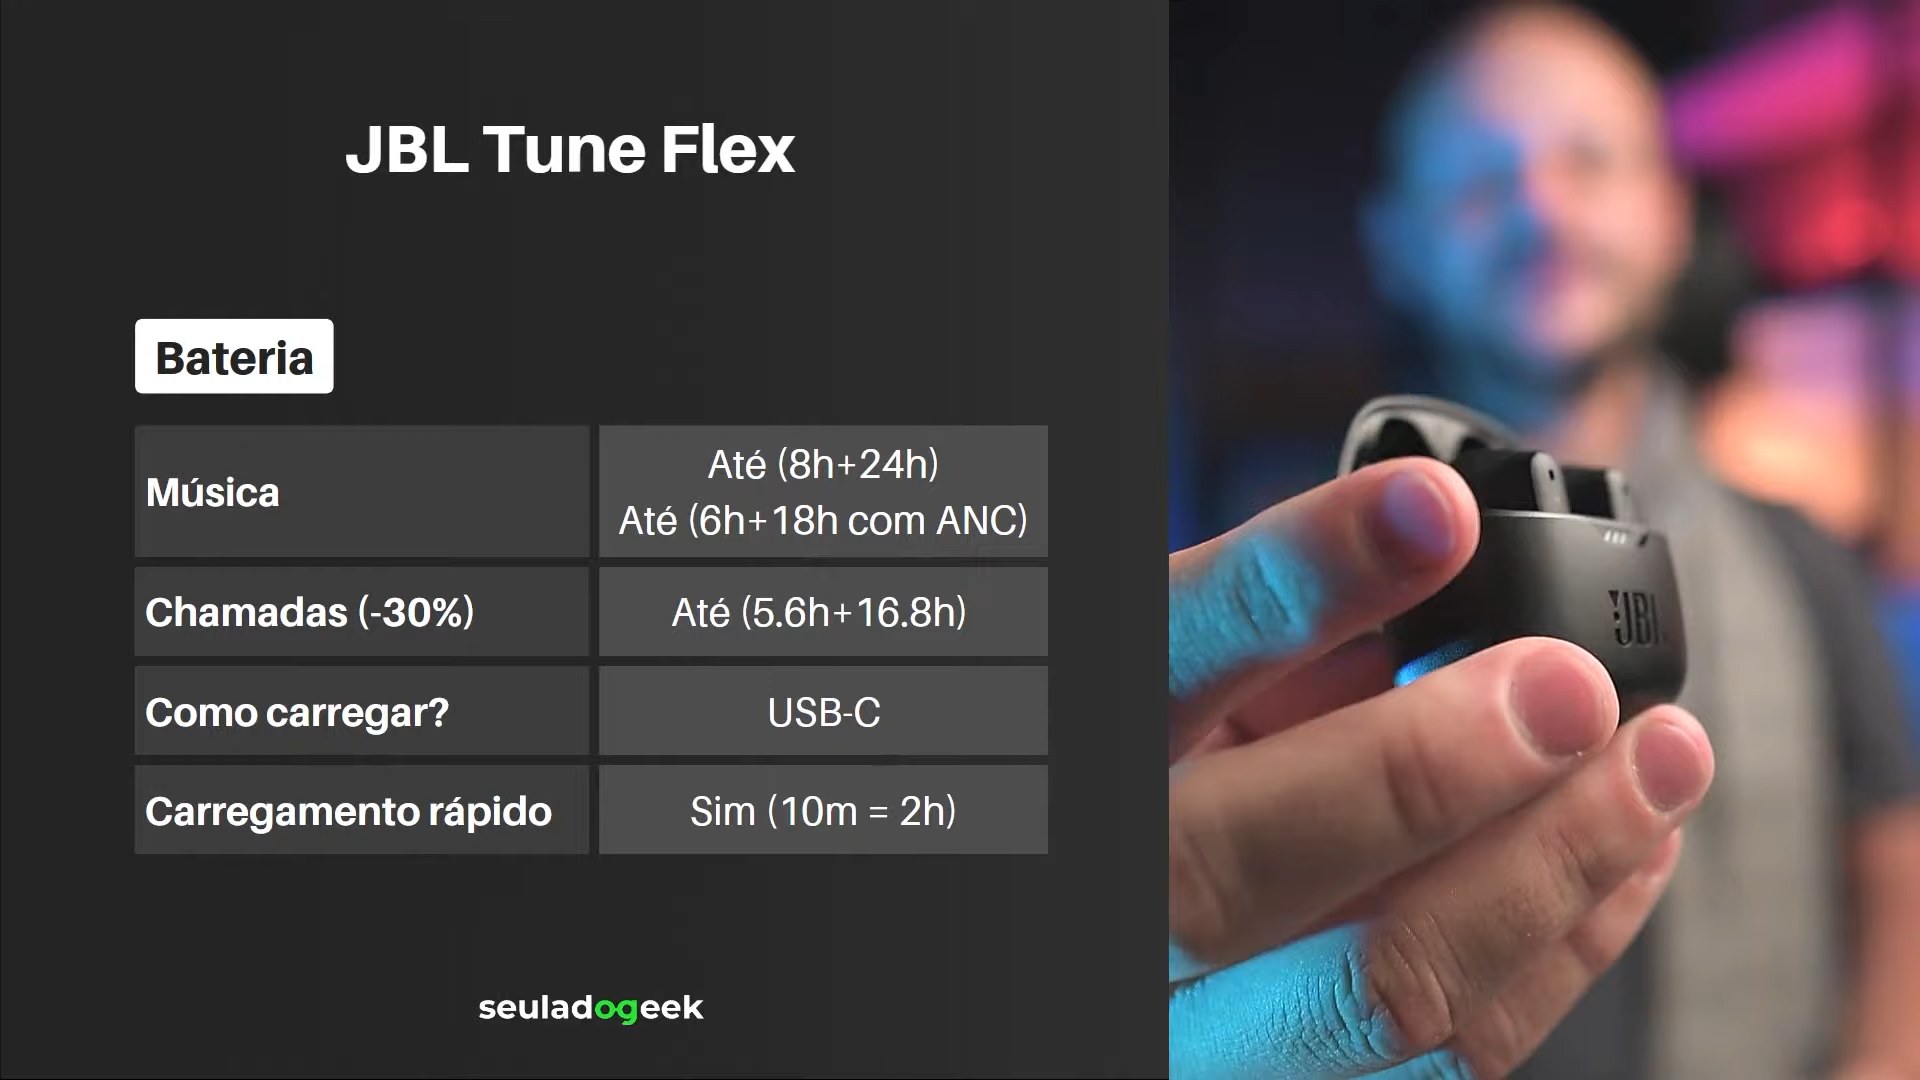 JBL Tune Flex
Bateria
Música
Até (8h+24h)
Até (6h+18h com ANC)
Chamadas (-30%)
Até (5.6h+16.8h)
Como carregar?
USB-C
Carregamento rápido
Sim (10m = 2h)
seuladogeek
JBL